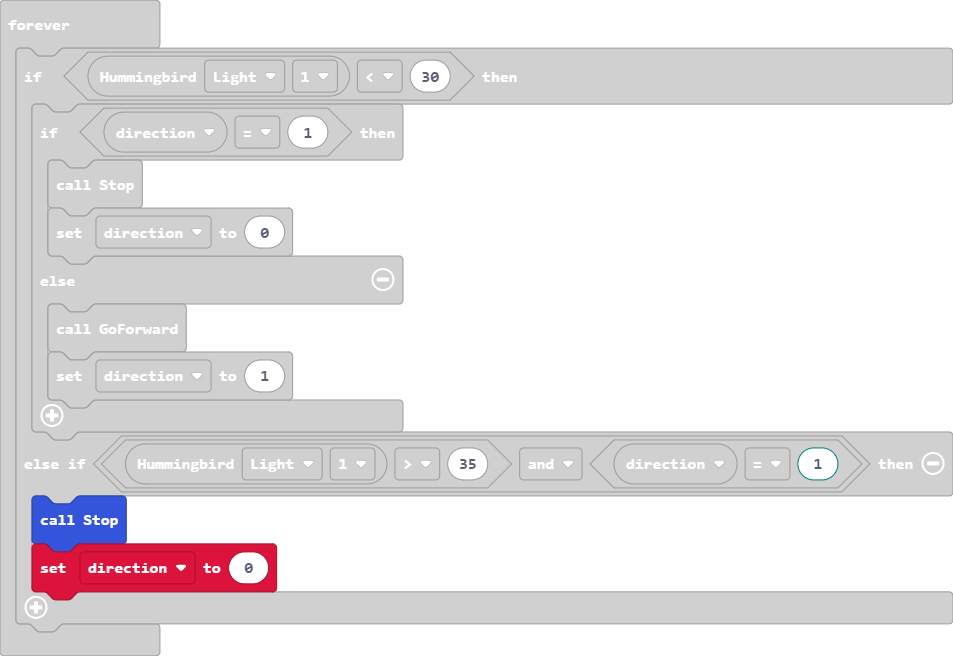 forever
if Hummingbird Light 1 < 30 then
if direction = 1 then
call Stop
set direction to 0
else
call GoForward
set direction to 1
else if Hummingbird Light 1 > 35 and direction = 1 then
call Stop
set direction to 0